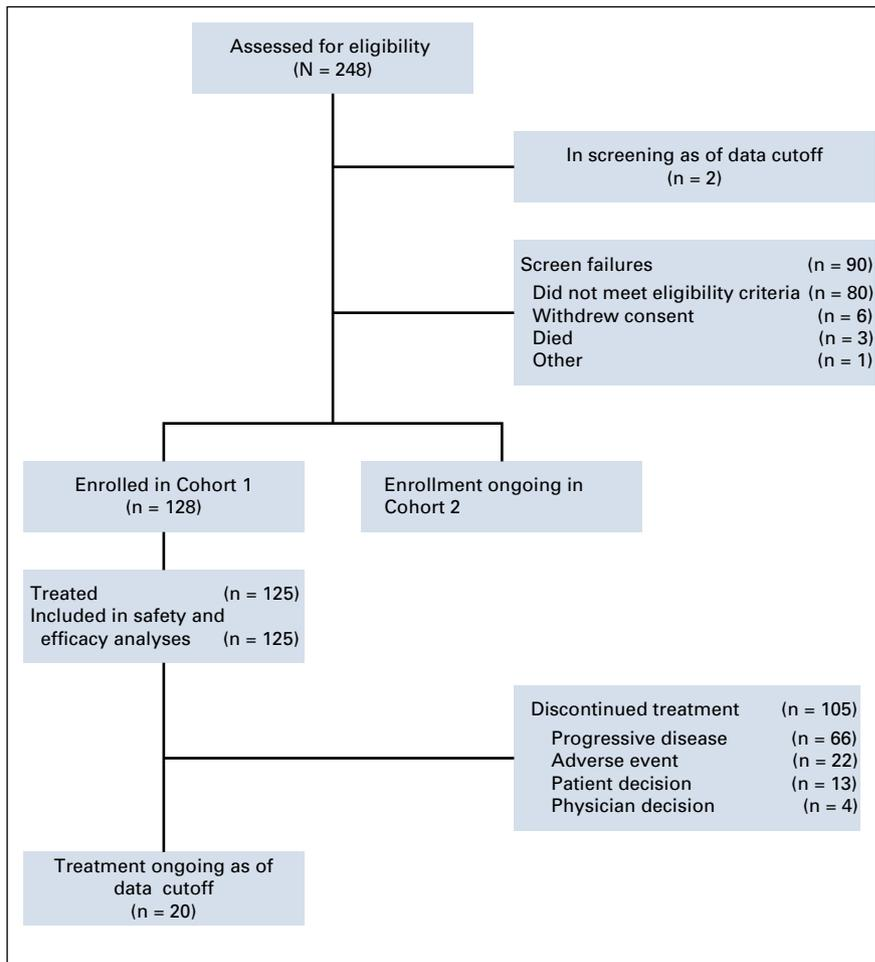 Assessed for eligibility
(N = 248)
In screening as of data cutoff
(n = 2)
Screen failures (n = 90)
Did not meet eligibility criteria (n = 80)
Withdrew consent (n = 6)
Died (n = 3)
Other (n = 1)
Enrolled in Cohort 1
(n = 128)
Enrollment ongoing in
Cohort 2
Treated (n = 125)
Included in safety and
efficacy analyses (n = 125)
Discontinued treatment (n = 105)
Progressive disease (n = 66)
Adverse event (n = 22)
Patient decision (n = 13)
Physician decision (n = 4)
Treatment ongoing as of
data cutoff
(n = 20)